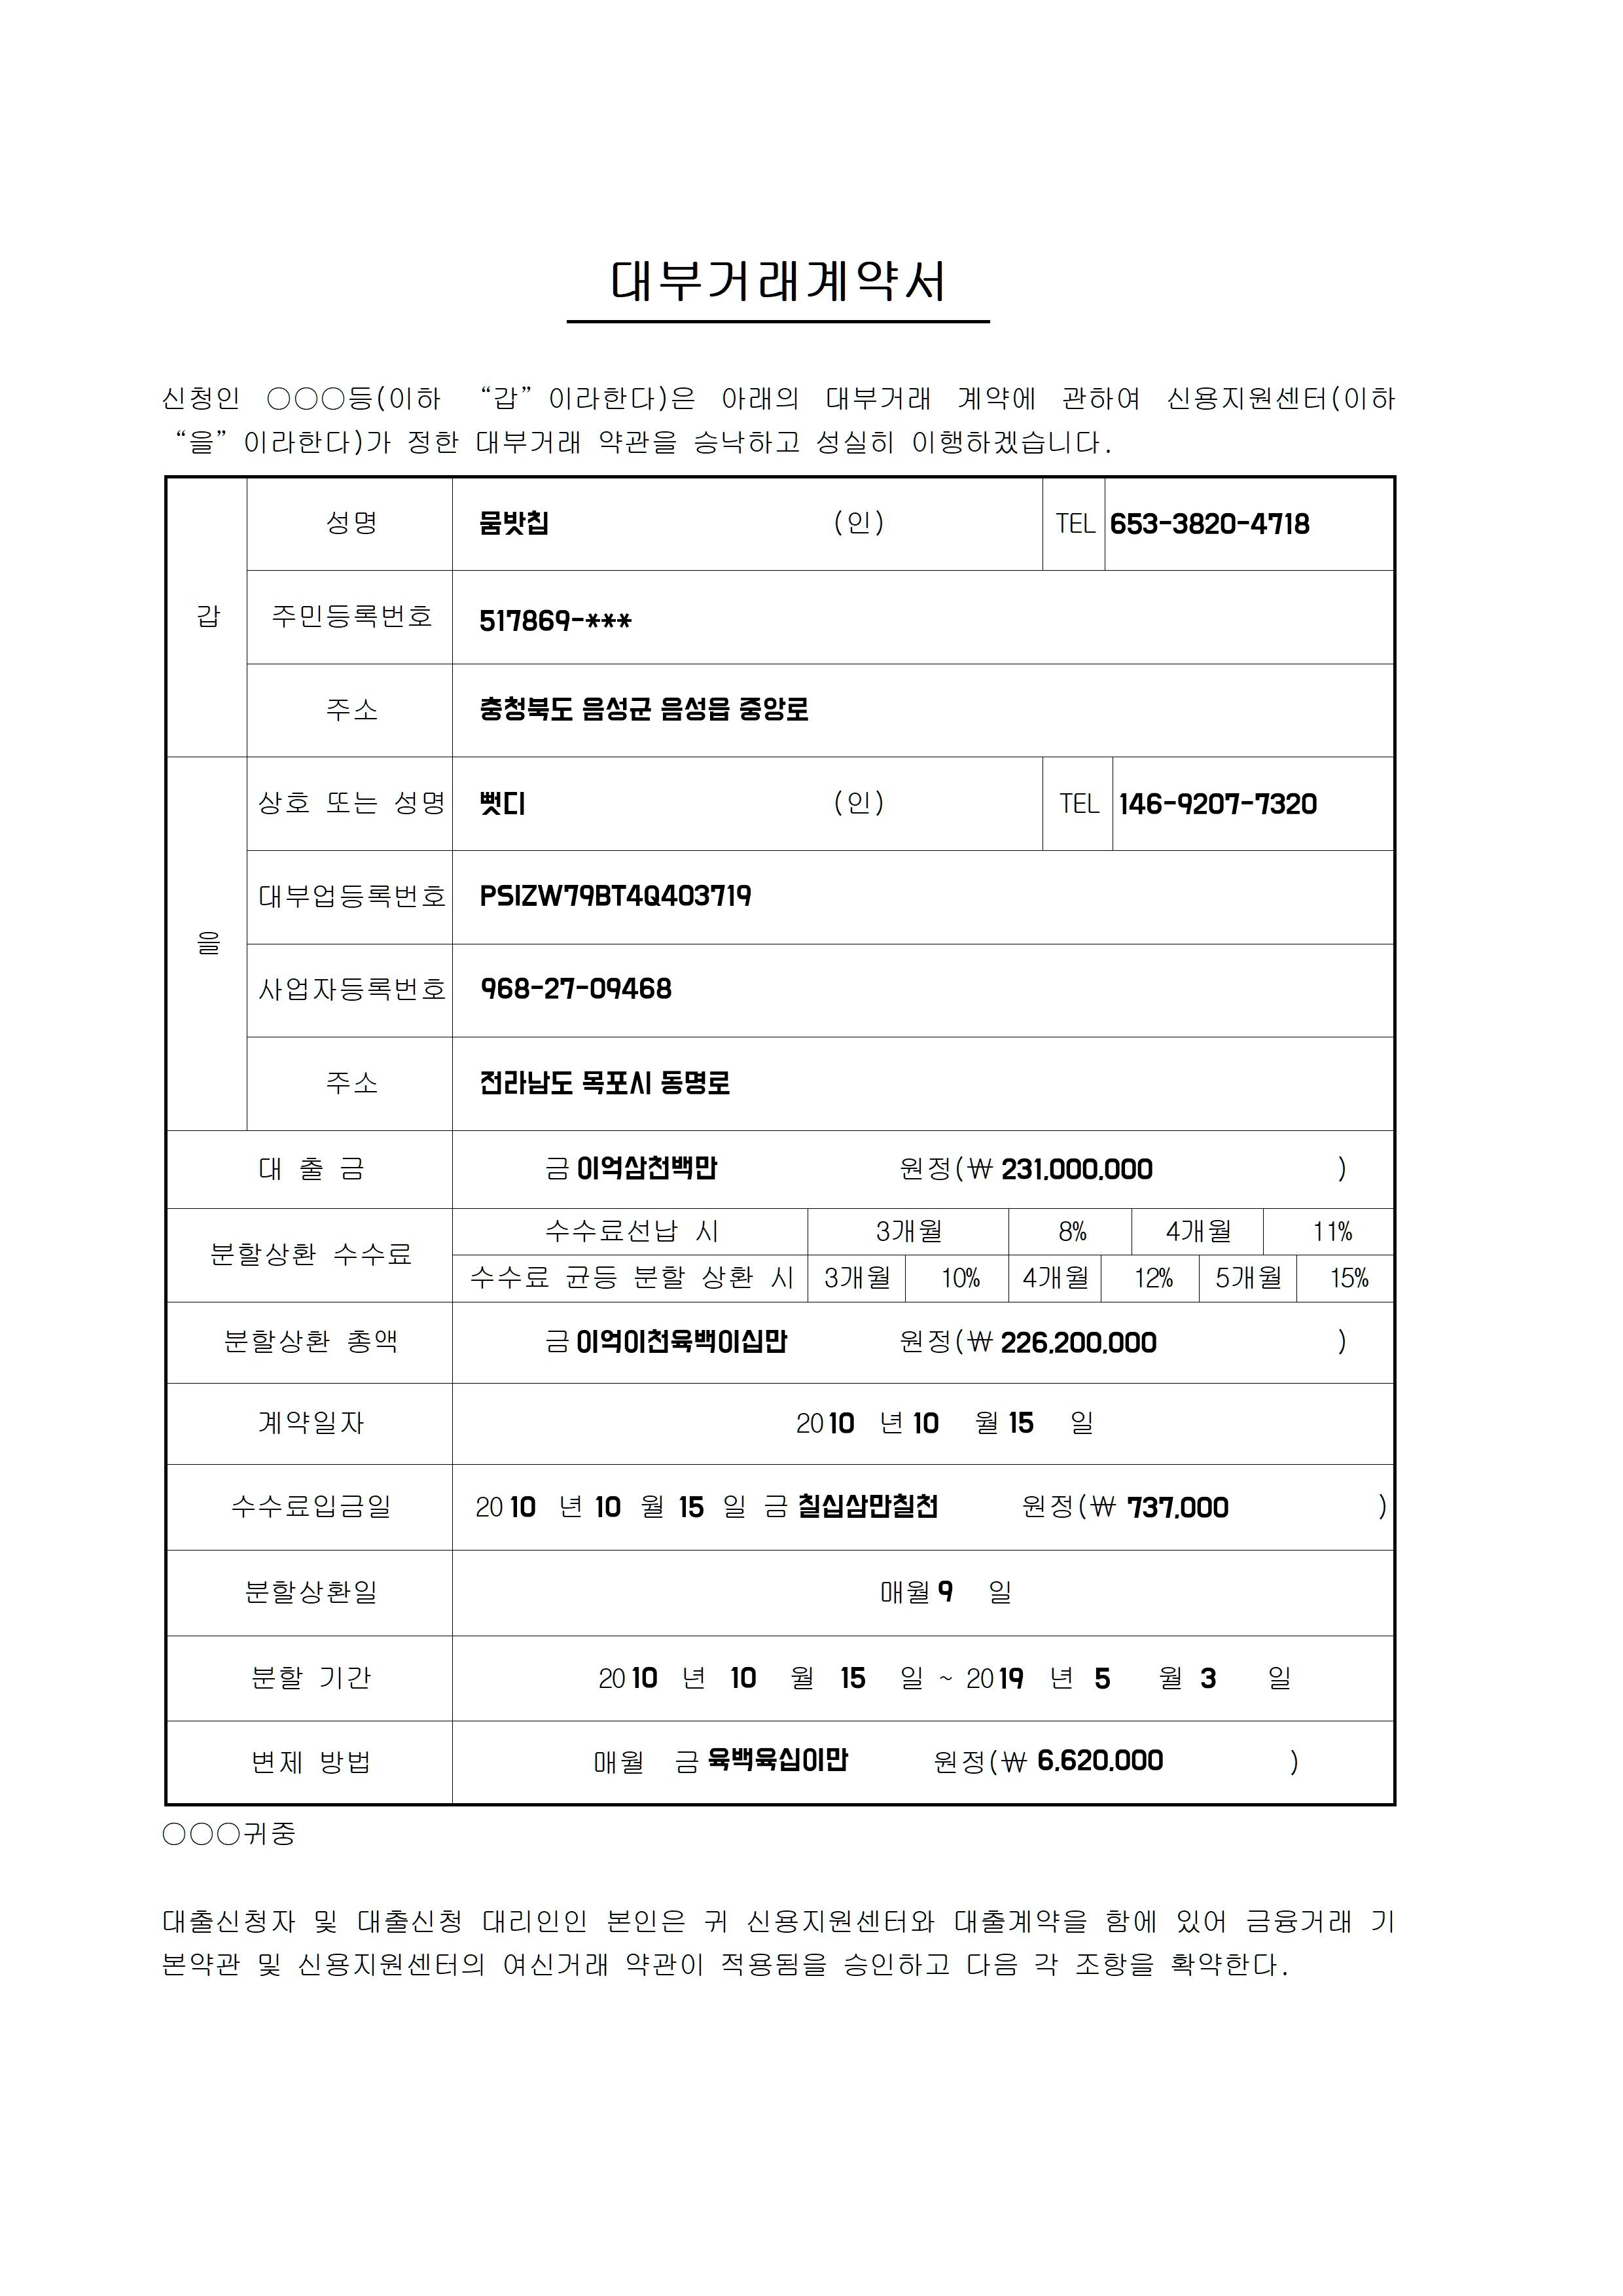 대부거래계약서
신청인 ○○○등(이하 “갑”이라한다)은 아래의 대부거래 계약에 관하여 신용지원센터(이하
“을”이라한다)가 정한 대부거래 약관을 승낙하고 성실히 이행하겠습니다.
갑
성명 뭄밧칩 (인) TEL 653-3820-4718
주민등록번호 517869-***
주소 충청북도 음성군 음성읍 중앙로
을
상호 또는 성명 뻣디 (인) TEL 146-9207-7320
대부업등록번호 PSIZW79BT4Q403719
사업자등록번호 968-27-09468
주소 전라남도 목포시 동명로
대 출 금 금 이억삼천백만 원정(₩ 231,000,000 )
분할상환 수수료
수수료선납 시 3개월 8% 4개월 11%
수수료 균등 분할 상환 시 3개월 10% 4개월 12% 5개월 15%
분할상환 총액 금 이억이천육백이십만 원정(₩ 226,200,000 )
계약일자 2010 년 10 월 15 일
수수료입금일 2010 년 10 월 15 일 금 칠십삼만칠천 원정(₩ 737,000 )
분할상환일 매월 9 일
분할 기간 2010 년 10 월 15 일 ~ 2019 년 5 월 3 일
변제 방법 매월 금 육백육십이만 원정(₩ 6,620,000 )
○○○귀중
대출신청자 및 대출신청 대리인인 본인은 귀 신용지원센터와 대출계약을 함에 있어 금융거래 기
본약관 및 신용지원센터의 여신거래 약관이 적용됨을 승인하고 다음 각 조항을 확약한다.